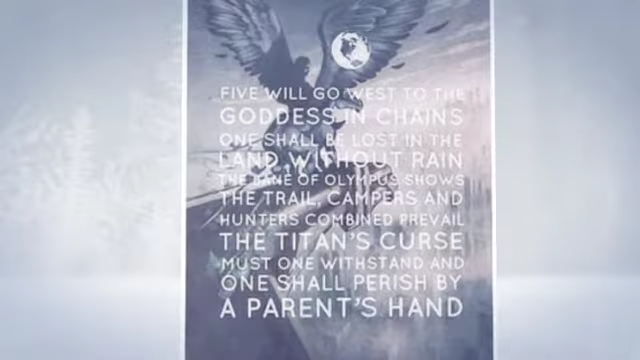 FIVE WILL GO WEST TO THE
GODDESS IN CHAINS
ONE SHALL BE LOST IN THE
LAND WITHOUT RAIN
THE BANE OF OLYMPUS SHOWS
THE TRAIL, CAMPERS AND
HUNTERS COMBINED PREVAIL
THE TITAN'S CURSE
MUST ONE WITHSTAND AND
ONE SHALL PERISH BY
A PARENT'S HAND